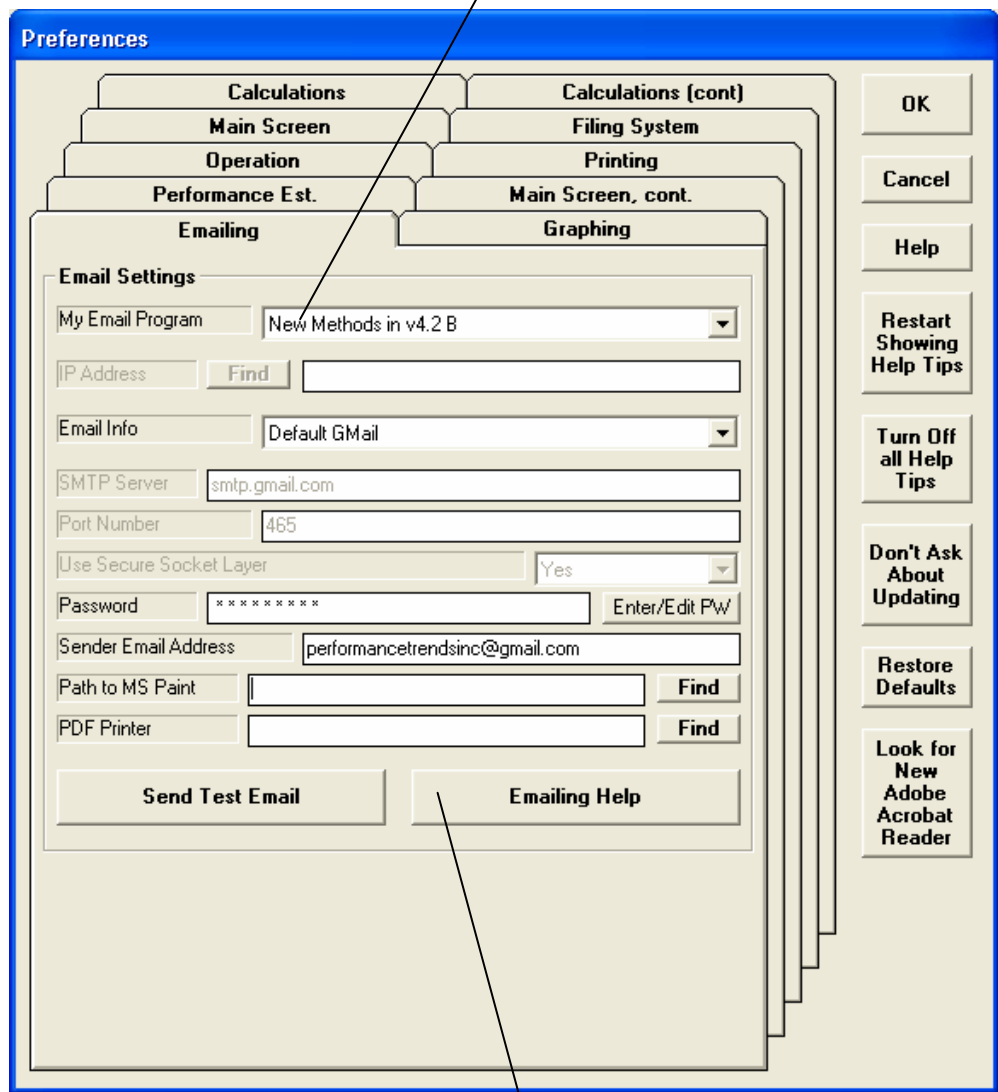 Preferences
Calculations
Calculations (cont)
Main Screen
Filing System
Operation
Printing
Performance Est.
Main Screen, cont.
Emailing
Graphing
Email Settings
My Email Program
New Methods in v4.2 B
IP Address
Find
Email Info
Default GMail
SMTP Server
smtp.gmail.com
Port Number
465
Use Secure Socket Layer
Yes
Password
* * * * * * * * *
Enter/Edit PW
Sender Email Address
performancetrendsinc@gmail.com
Path to MS Paint
Find
PDF Printer
Find
Send Test Email
Emailing Help
OK
Cancel
Help
Restart
Showing
Help Tips
Turn Off
all Help
Tips
Don't Ask
About
Updating
Restore
Defaults
Look for
New
Adobe
Acrobat
Reader